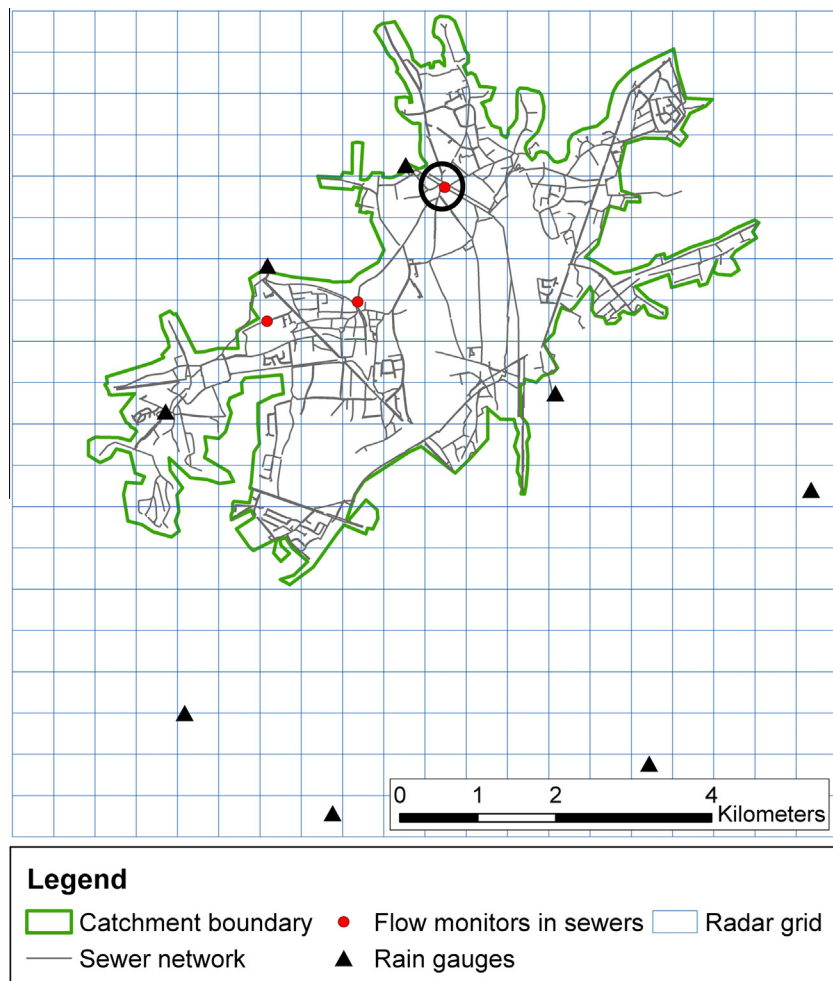 0 1 2 4
Kilometers
Legend
Catchment boundary Flow monitors in sewers Radar grid
Sewer network Rain gauges